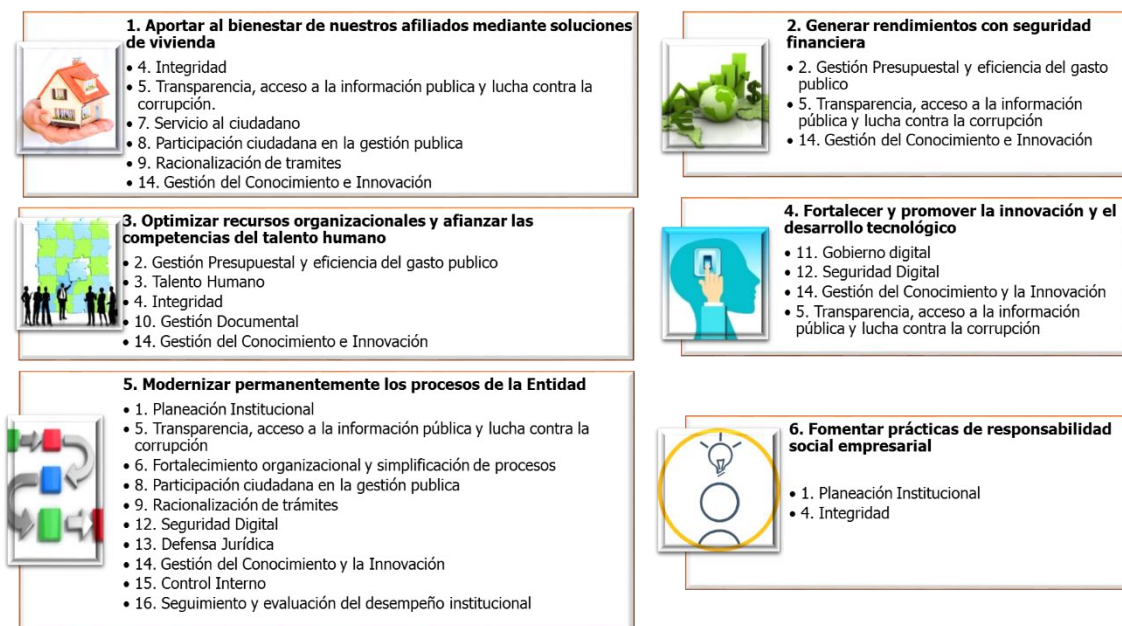 1. Aportar al bienestar de nuestros afiliados mediante soluciones
de vivienda
• 4. Integridad
• 5. Transparencia, acceso a la información publica y lucha contra la
corrupción.
• 7. Servicio al ciudadano
• 8. Participación ciudadana en la gestión publica
• 9. Racionalización de tramites
• 14. Gestión del Conocimiento e Innovación
2. Generar rendimientos con seguridad
financiera
• 2. Gestión Presupuestal y eficiencia del gasto
publico
• 5. Transparencia, acceso a la información
pública y lucha contra la corrupción
• 14. Gestión del Conocimiento e Innovación
3. Optimizar recursos organizacionales y afianzar las
competencias del talento humano
• 2. Gestión Presupuestal y eficiencia del gasto publico
• 3. Talento Humano
• 4. Integridad
• 10. Gestión Documental
• 14. Gestión del Conocimiento e Innovación
4. Fortalecer y promover la innovación y el
desarrollo tecnológico
• 11. Gobierno digital
• 12. Seguridad Digital
• 14. Gestión del Conocimiento y la Innovación
• 5. Transparencia, acceso a la información
pública y lucha contra la corrupción
5. Modernizar permanentemente los procesos de la Entidad
• 1. Planeación Institucional
• 5. Transparencia, acceso a la información pública y lucha contra la
corrupción
• 6. Fortalecimiento organizacional y simplificación de procesos
• 8. Participación ciudadana en la gestión publica
• 9. Racionalización de trámites
• 12. Seguridad Digital
• 13. Defensa Jurídica
• 14. Gestión del Conocimiento y la Innovación
• 15. Control Interno
• 16. Seguimiento y evaluación del desempeño institucional
6. Fomentar prácticas de responsabilidad
social empresarial
• 1. Planeación Institucional
• 4. Integridad